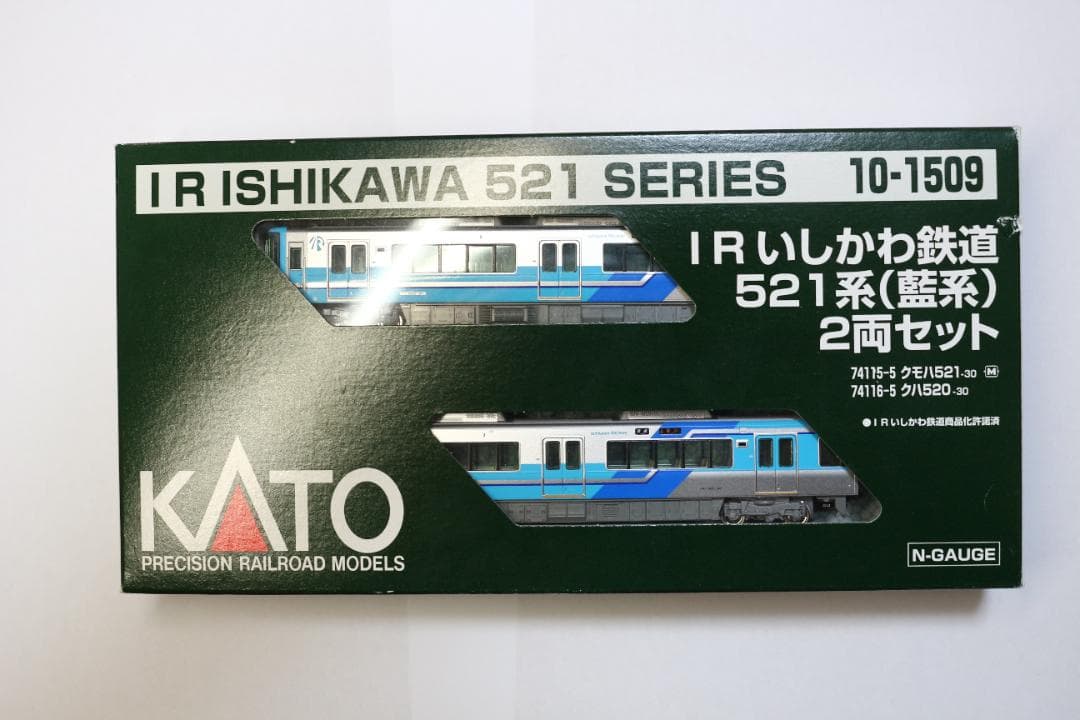 IR ISHIKAWA 521 SERIES 10-1509
IRいしかわ鉄道
521系(藍系)
2両セット
74115-5 クモハ521-30 M
74116-5 クハ520-30
●IRいしかわ鉄道商品化許諾済
KATO
PRECISION RAILROAD MODELS
N-GAUGE